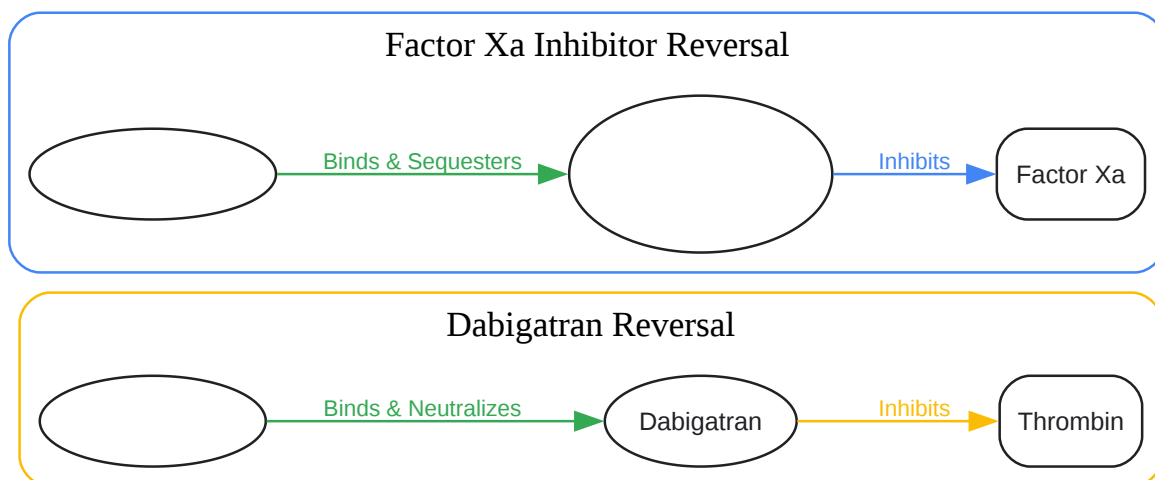 Factor Xa Inhibitor Reversal
Binds & Sequesters
Inhibits
Factor Xa
Dabigatran Reversal
Binds & Neutralizes
Dabigatran
Inhibits
Thrombin